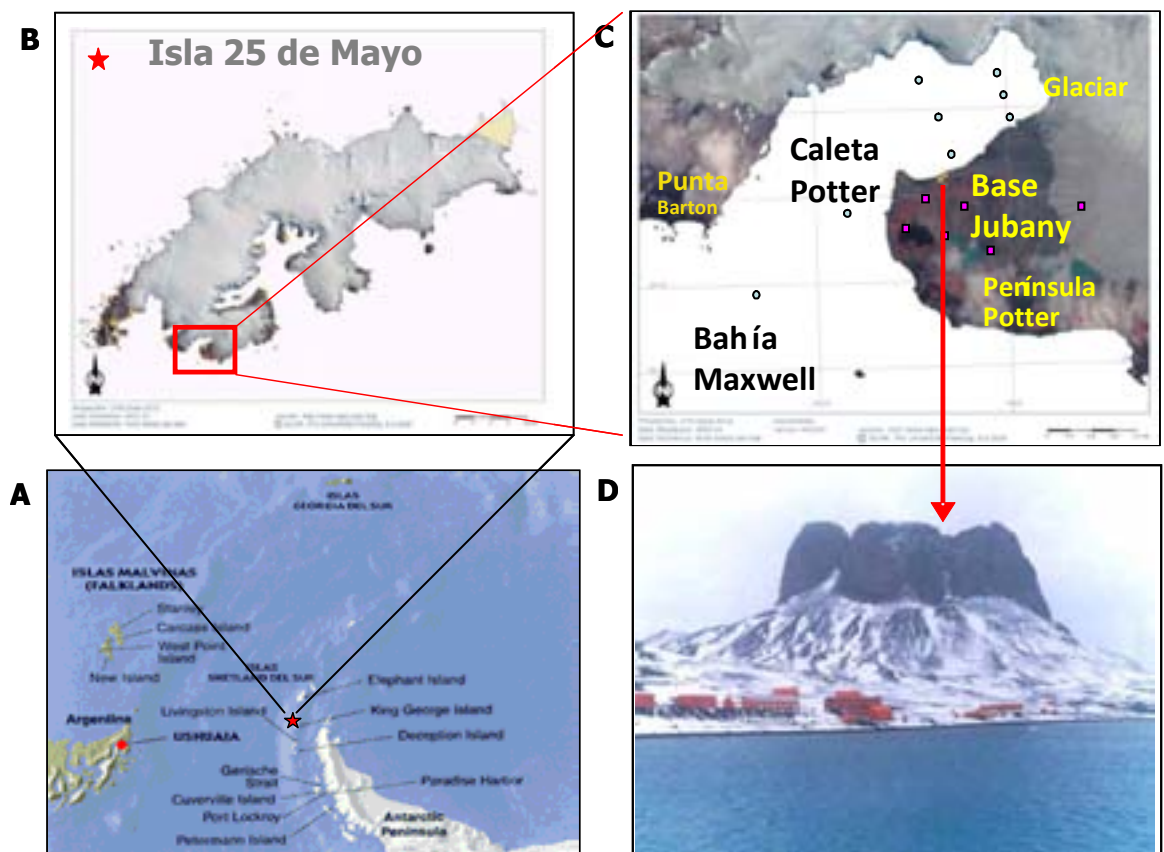 B
Isla 25 de Mayo
C
Glaciar
Caleta
Potter
Punta
Barton
Base
Jubany
Península
Potter
Bahía
Maxwell
A
ISLAS
GEORGIA DEL SUR
ISLAS MALVINAS
(FALKLANDS)
Stanley
Carcass Island
West Point
Island
New Island
ISLAS
SHETLAND DEL SUR
Elephant Island
Livingston Island
King George Island
Argentina
USHUAIA
Deception Island
Gerlache
Strait
Paradise Harbor
Cuverville Island
Port Lockroy
Antarctic
Peninsula
Petermann Island
D